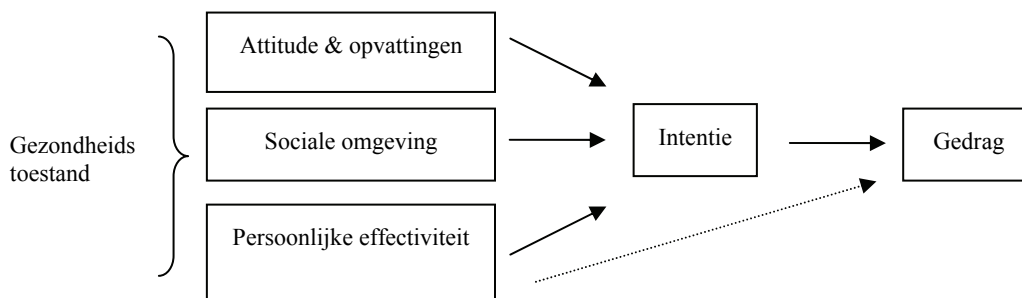 Gezondheids
toestand
Attitude & opvattingen
Sociale omgeving
Persoonlijke effectiviteit
Intentie
Gedrag